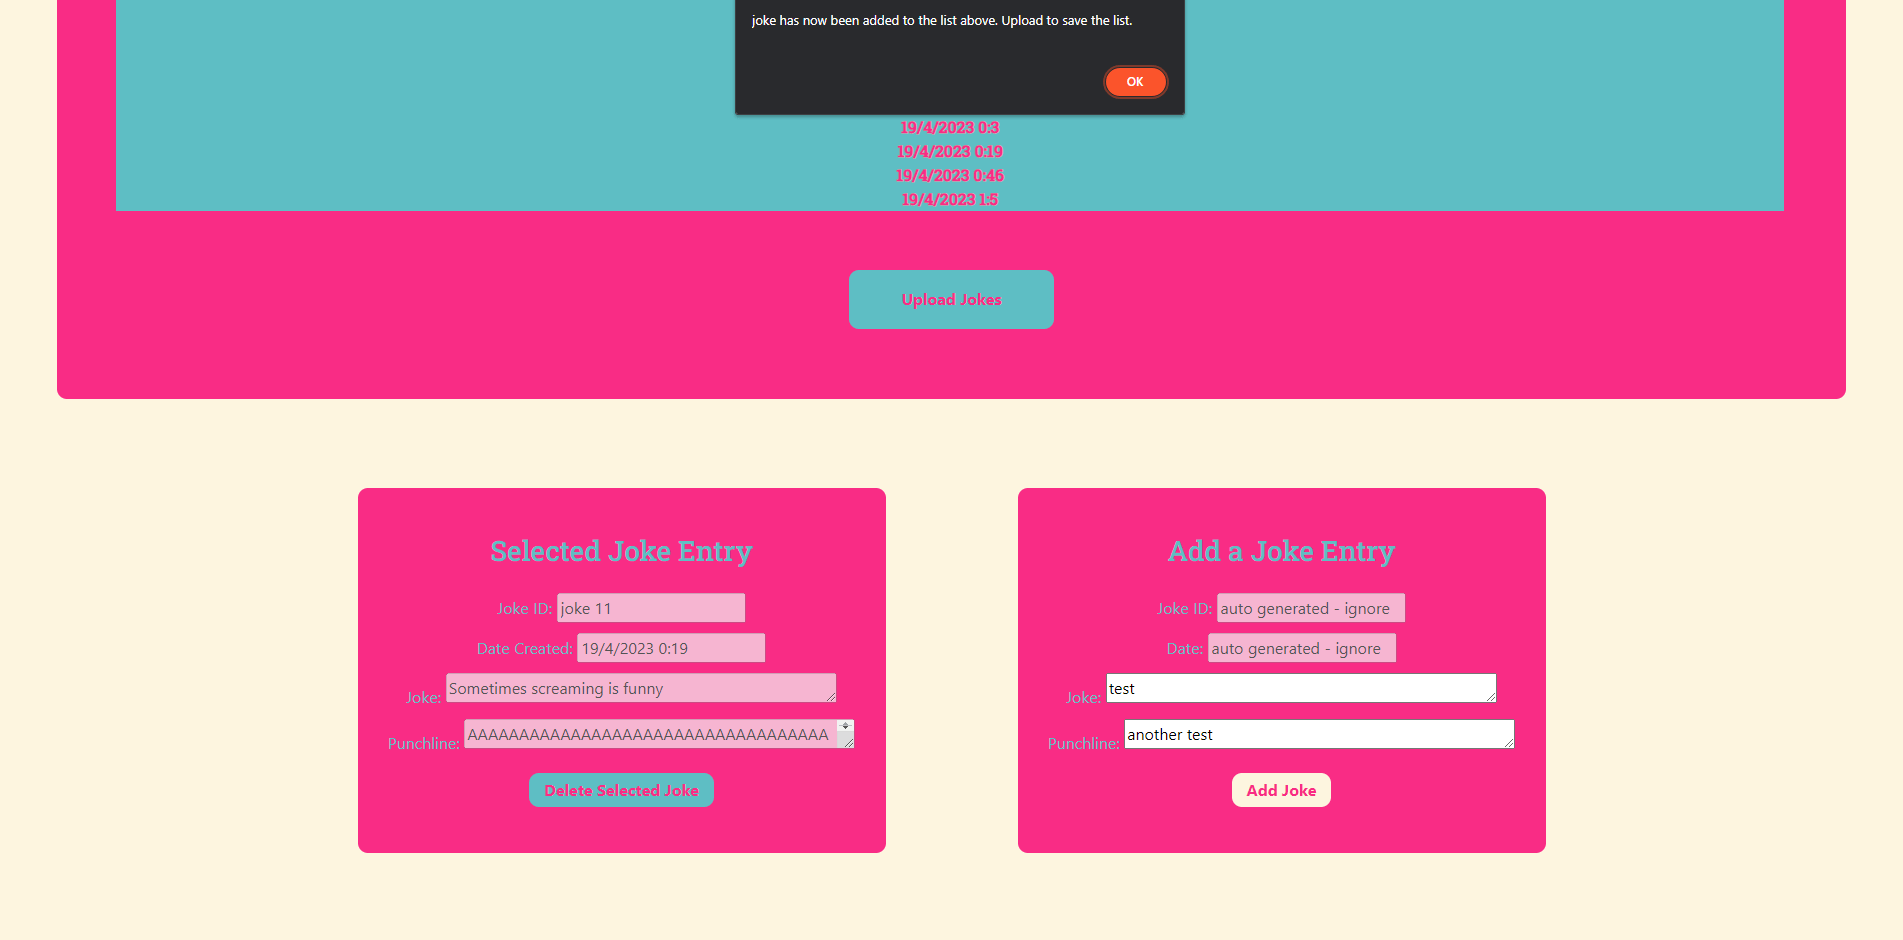 joke has now been added to the list above. Upload to save the list.
OK
19/4/2023 0:3
19/4/2023 0:19
19/4/2023 0:46
19/4/2023 1:5
Upload Jokes
Selected Joke Entry
Joke ID: joke 11
Date Created: 19/4/2023 0:19
Joke: Sometimes screaming is funny
Punchline: AAAAAAAAAAAAAAAAAAAAAAAAAAAAAAAAAAA
Delete Selected Joke
Add a Joke Entry
Joke ID: auto generated - ignore
Date: auto generated - ignore
Joke: test
Punchline: another test
Add Joke